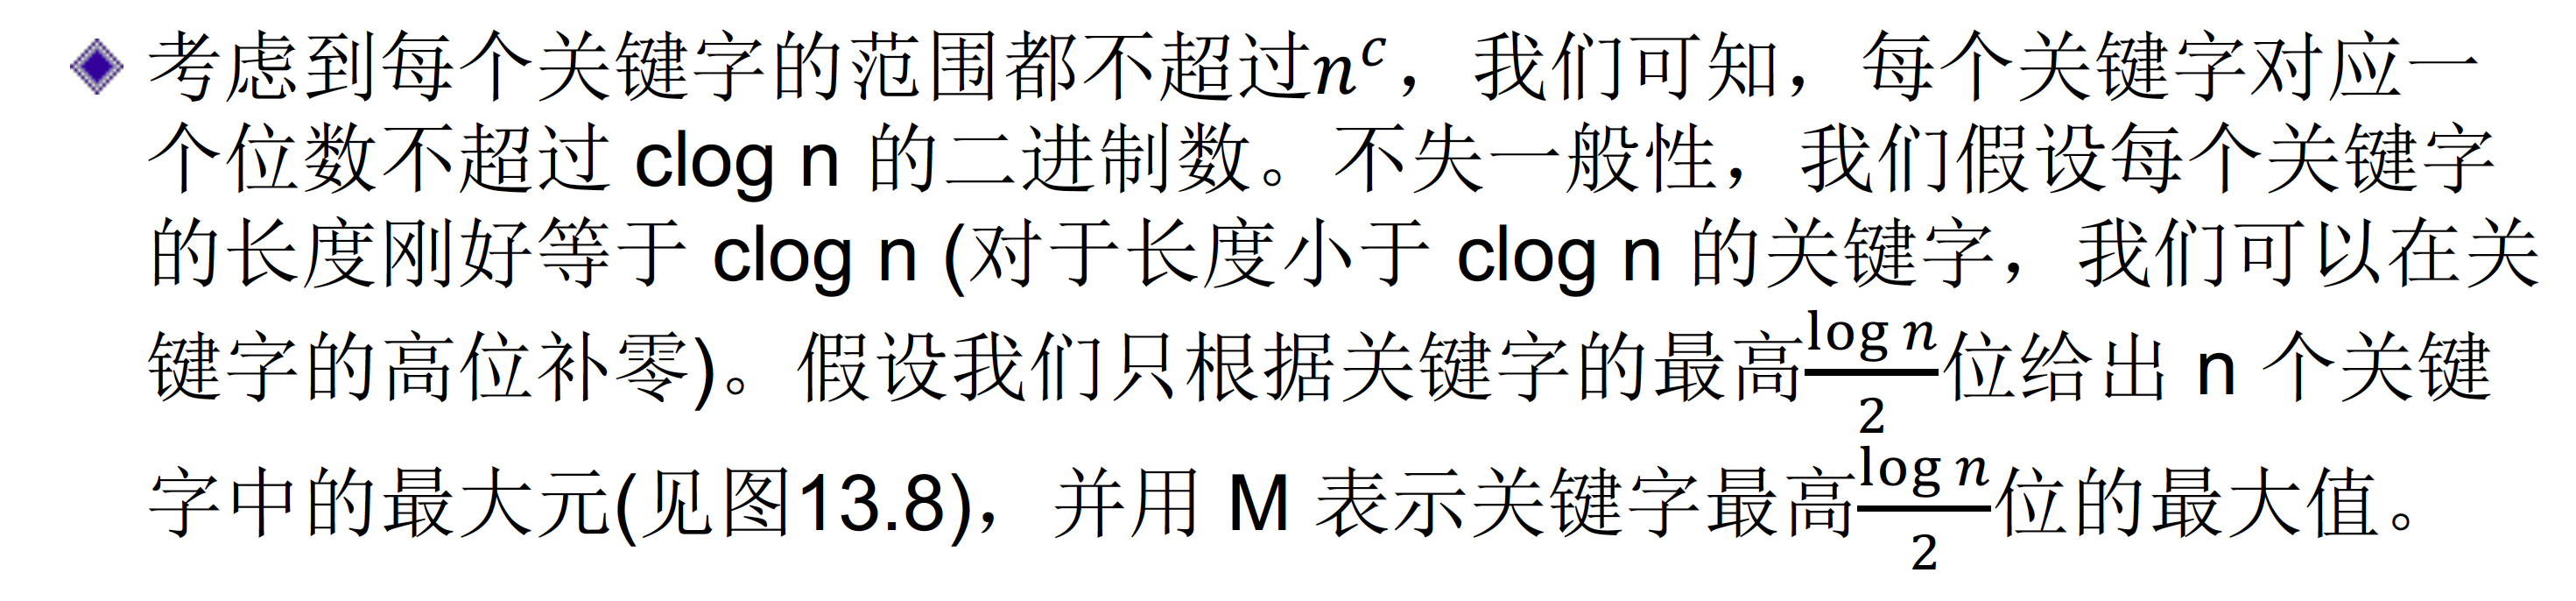 考虑到每个关键字的范围都不超过$n^c$，我们可知，每个关键字对应一
个位数不超过 clog n 的二进制数。不失一般性，我们假设每个关键字
的长度刚好等于 clog n (对于长度小于 clog n 的关键字，我们可以在关
键字的高位补零)。假设我们只根据关键字的最高$\frac{\log n}{2}$位给出 n 个关键
字中的最大元(见图13.8)，并用 M 表示关键字最高$\frac{\log n}{2}$位的最大值。